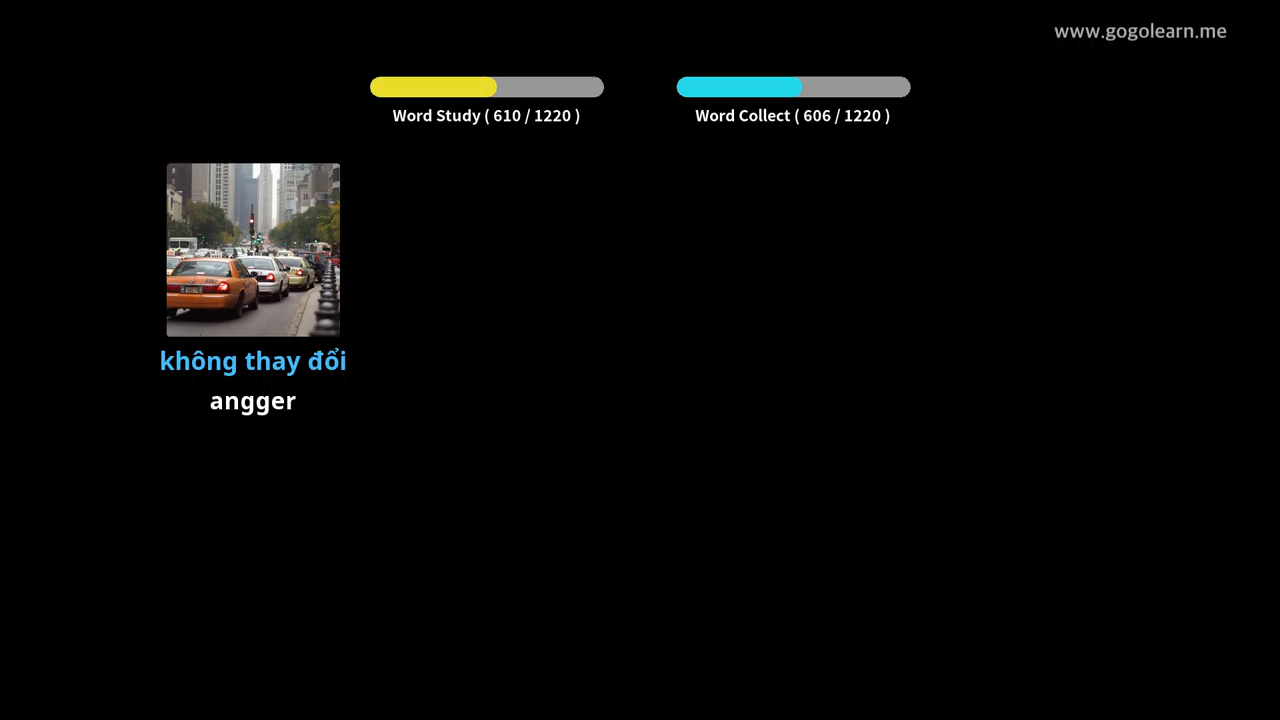 www.gogolearn.me
Word Study ( 610 / 1220 )
Word Collect ( 606 / 1220 )
không thay đổi
angger